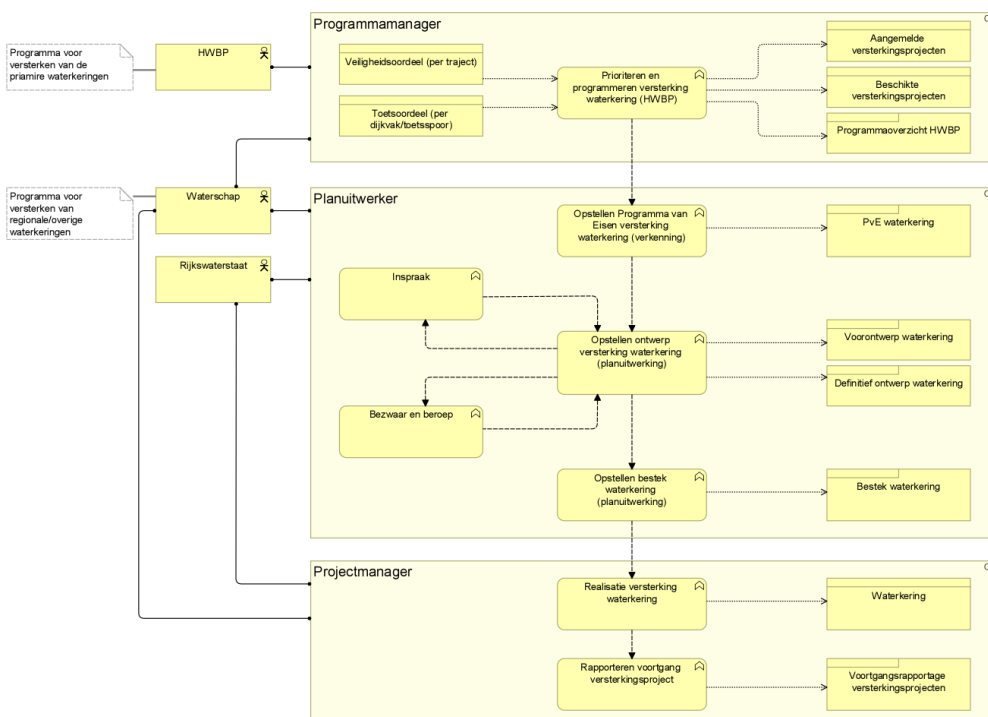 Programmamanager
Programma voor
versterken van de
priamire waterkeringen
HWBP
Veiligheidsoordeel (per traject)
Toetsoordeel (per
dijkvak/toetsspoor)
Prioriteren en
programmeren versterking
waterkering (HWBP)
Aangemelde
versterkingsprojecten
Beschikte
versterkingsprojecten
Programmaoverzicht HWBP
Programma voor
versterken van
regionale/overige
waterkeringen
Waterschap
Rijkswaterstaat
Planuitwerker
Opstellen Programma van
Eisen versterking
waterkering (verkenning)
PvE waterkering
Inspraak
Opstellen ontwerp
versterking waterkering
(planuitwerking)
Voorontwerp waterkering
Definitief ontwerp waterkering
Bezwaar en beroep
Opstellen bestek
waterkering
(planuitwerking)
Bestek waterkering
Projectmanager
Realisatie versterking
waterkering
Waterkering
Rapporteren voortgang
versterkingsproject
Voortgangsrapportage
versterkingsprojecten